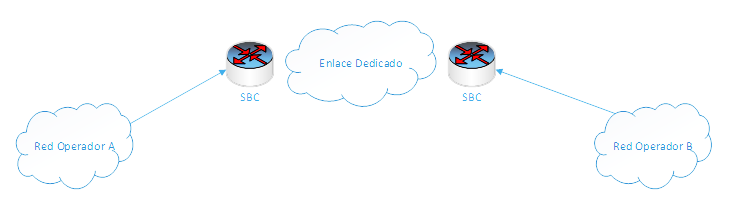 Enlace Dedicado
SBC
SBC
Red Operador A
Red Operador B